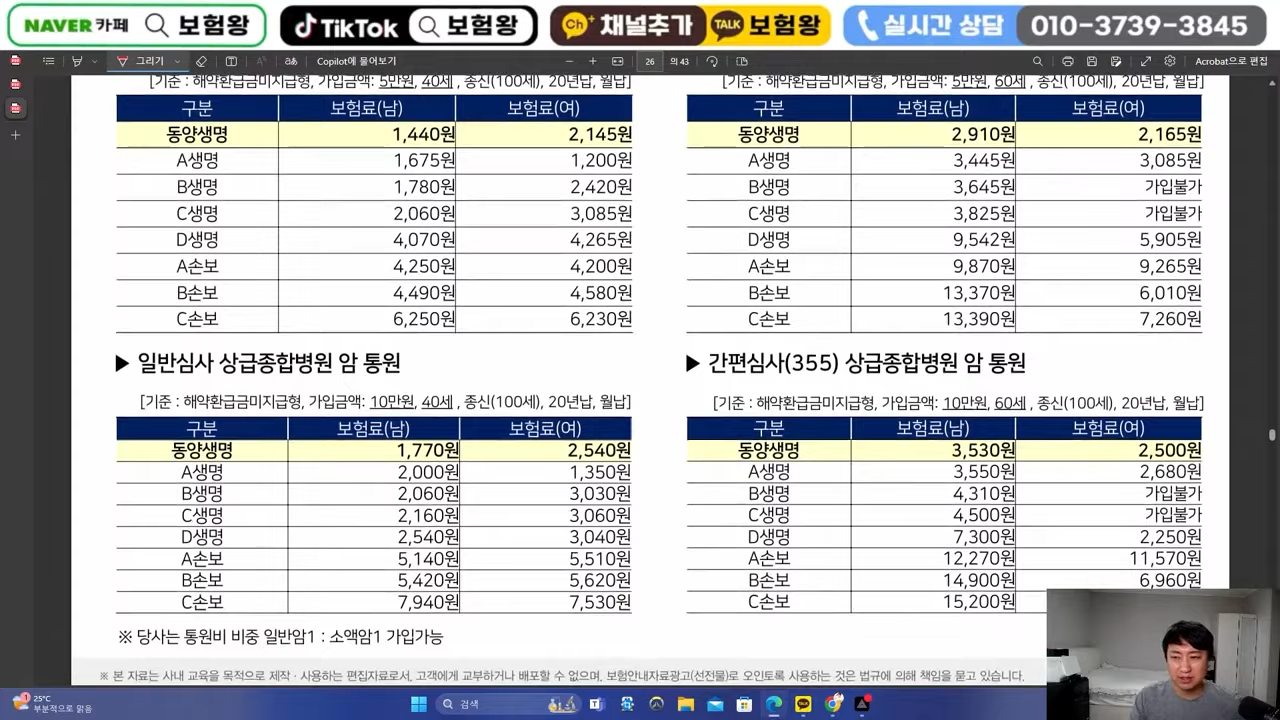 NAVER 카페 보험왕
TikTok 보험왕
Ch+ 채널추가 TALK 보험왕
실시간 상담 010-3739-3845
그리기
Copilot에 물어보기
26 의 43
Acrobat으로 편집
[기준 : 해약환급금미지급형, 가입금액: 5만원, 40세 , 종신(100세), 20년납, 월납]
구분 보험료(남) 보험료(여)
동양생명 1,440원 2,145원
A생명 1,675원 1,200원
B생명 1,780원 2,420원
C생명 2,060원 3,085원
D생명 4,070원 4,265원
A손보 4,250원 4,200원
B손보 4,490원 4,580원
C손보 6,250원 6,230원
[기준 : 해약환급금미지급형, 가입금액: 5만원, 60세 , 종신(100세), 20년납, 월납]
구분 보험료(남) 보험료(여)
동양생명 2,910원 2,165원
A생명 3,445원 3,085원
B생명 3,645원 가입불가
C생명 3,825원 가입불가
D생명 9,542원 5,905원
A손보 9,870원 9,265원
B손보 13,370원 6,010원
C손보 13,390원 7,260원
▶ 일반심사 상급종합병원 암 통원
[기준 : 해약환급금미지급형, 가입금액: 10만원, 40세 , 종신(100세), 20년납, 월납]
구분 보험료(남) 보험료(여)
동양생명 1,770원 2,540원
A생명 2,000원 1,350원
B생명 2,060원 3,030원
C생명 2,160원 3,060원
D생명 2,540원 3,040원
A손보 5,140원 5,510원
B손보 5,420원 5,620원
C손보 7,940원 7,530원
▶ 간편심사(355) 상급종합병원 암 통원
[기준 : 해약환급금미지급형, 가입금액: 10만원, 60세 , 종신(100세), 20년납, 월납]
구분 보험료(남) 보험료(여)
동양생명 3,530원 2,500원
A생명 3,550원 2,680원
B생명 4,310원 가입불가
C생명 4,500원 가입불가
D생명 7,300원 2,250원
A손보 12,270원 11,570원
B손보 14,900원 6,960원
C손보 15,200원
※ 당사는 통원비 비중 일반암1 : 소액암1 가입가능
※ 본 자료는 사내 교육을 목적으로 제작 · 사용하는 편집자료로서, 고객에게 교부하거나 배포할 수 없으며, 보험안내자료광고(선전물)로 오인토록 사용하는 것은 법규에 의해 책임을 묻고 있습니다.
25°C
부분적으로 맑음
검색